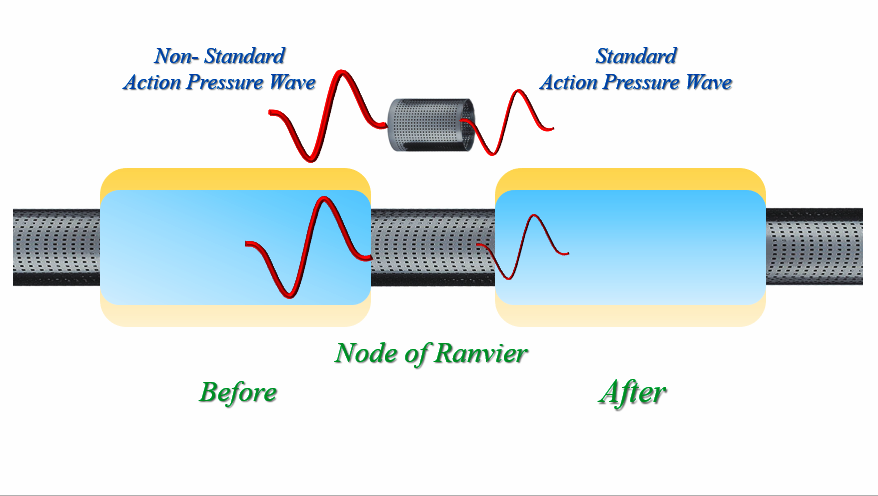 Non- Standard
Action Pressure Wave
Standard
Action Pressure Wave
Node of Ranvier
Before
After